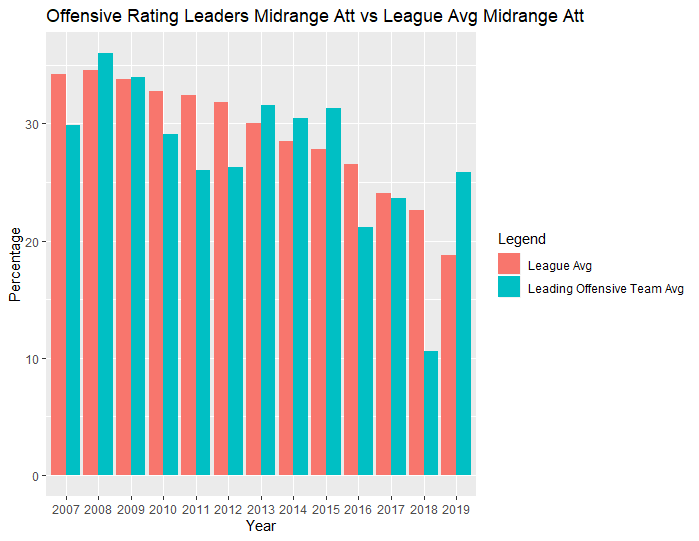 Offensive Rating Leaders Midrange Att vs League Avg Midrange Att
30
20
10
0
Percentage
2007 2008 2009 2010 2011 2012 2013 2014 2015 2016 2017 2018 2019
Year
Legend
League Avg
Leading Offensive Team Avg